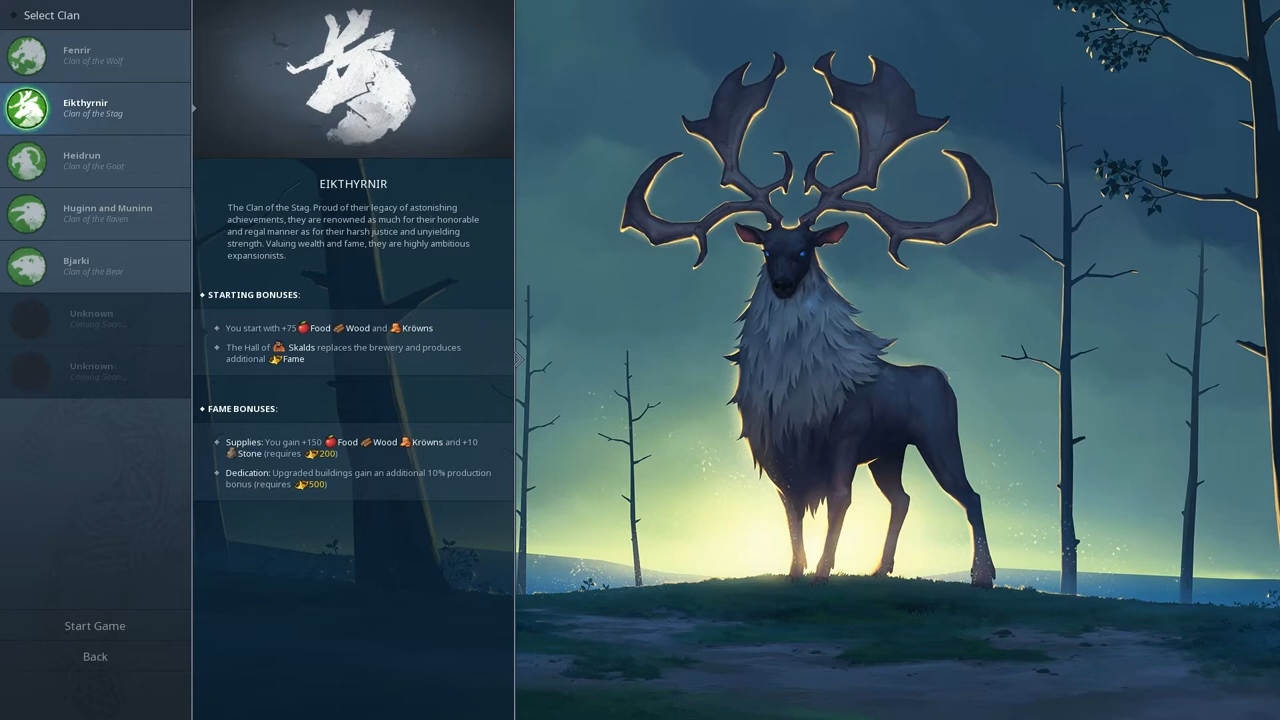 Select Clan
Fenrir
Clan of the Wolf
Eikthyrnir
Clan of the Stag
Heidrun
Clan of the Goat
Huginn and Muninn
Clan of the Raven
Bjarki
Clan of the Bear
Unknown
Coming Soon...
Unknown
Coming Soon...
Start Game
Back
EIKTHYRNIR
The Clan of the Stag. Proud of their legacy of astonishing
achievements, they are renowned as much for their honorable
and regal manner as for their harsh justice and unyielding
strength. Valuing wealth and fame, they are highly ambitious
expansionists.
STARTING BONUSES:
You start with +75 Food Wood and Kröwns
The Hall of Skalds replaces the brewery and produces
additional Fame
FAME BONUSES:
Supplies: You gain +150 Food Wood Kröwns and +10
Stone (requires 200)
Dedication: Upgraded buildings gain an additional 10% production
bonus (requires 500)